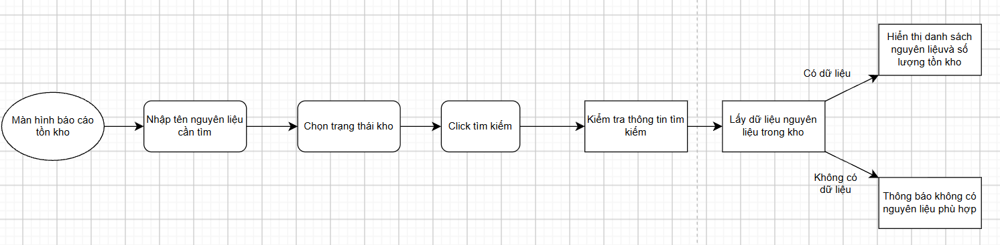 Màn hình báo cáo
tồn kho
Nhập tên nguyên liệu
cần tìm
Chọn trạng thái kho
Click tìm kiếm
Kiểm tra thông tin tìm
kiếm
Lấy dữ liệu nguyên
liệu trong kho
Có dữ liệu
Hiển thị danh sách
nguyên liệuvà số
lượng tồn kho
Không có
dữ liệu
Thông báo không có
nguyên liệu phù hợp